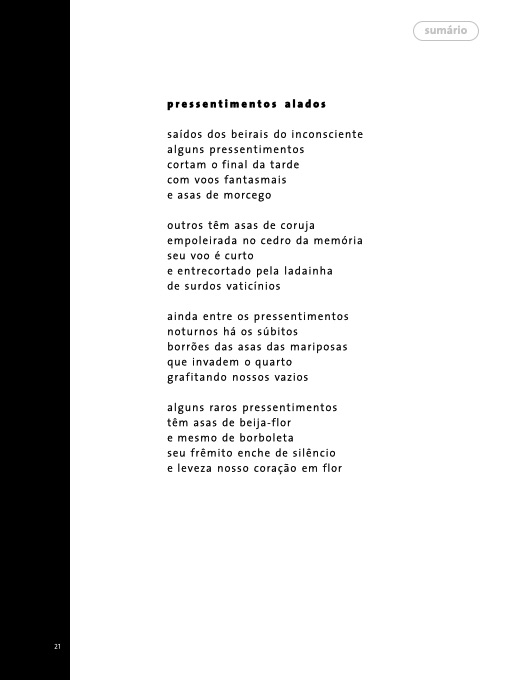 sumário
pressentimentos alados
saídos dos beirais do inconsciente
alguns pressentimentos
cortam o final da tarde
com voos fantasmais
e asas de morcego
outros têm asas de coruja
empoleirada no cedro da memória
seu voo é curto
e entrecortado pela ladainha
de surdos vaticínios
ainda entre os pressentimentos
noturnos há os súbitos
borrões das asas das mariposas
que invadem o quarto
grafitando nossos vazios
alguns raros pressentimentos
têm asas de beija-flor
e mesmo de borboleta
seu frêmito enche de silêncio
e leveza nosso coração em flor
21